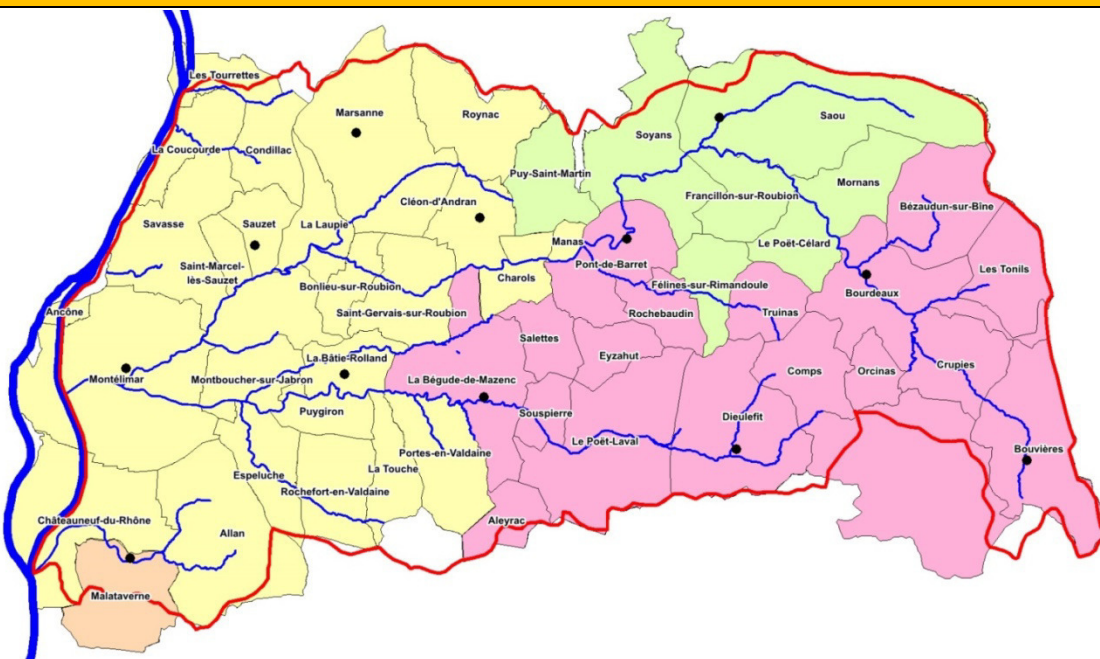 Les Tourrettes
Marsanne
Roynac
Saou
Soyans
La Coucourde
Condillac
Puy-Saint-Martin
Mornans
Francillon-sur-Roubion
Cléon-d'Andran
Bézaudun-sur-Bîne
Savasse
Sauzet
La Laupie
Manas
Le Poët-Célard
Saint-Marcel-
lès-Sauzet
Pont-de-Barret
Les Tonils
Charols
Bonlieu-sur-Roubion
Félines-sur-Rimandoule
Bourdeaux
Ancône
Saint-Gervais-sur-Roubion
Rochebaudin
Truinas
Salettes
La Bâtie-Rolland
Eyzahut
Crupies
Comps
Orcinas
Montélimar
Montboucher-sur-Jabron
La Bégude-de-Mazenc
Puygiron
Souspierre
Dieulefit
Le Poët-Laval
Portes-en-Valdaine
Bouvières
La Touche
Espeluche
Rochefort-en-Valdaine
Châteauneuf-du-Rhône
Aleyrac
Allan
Malataverne